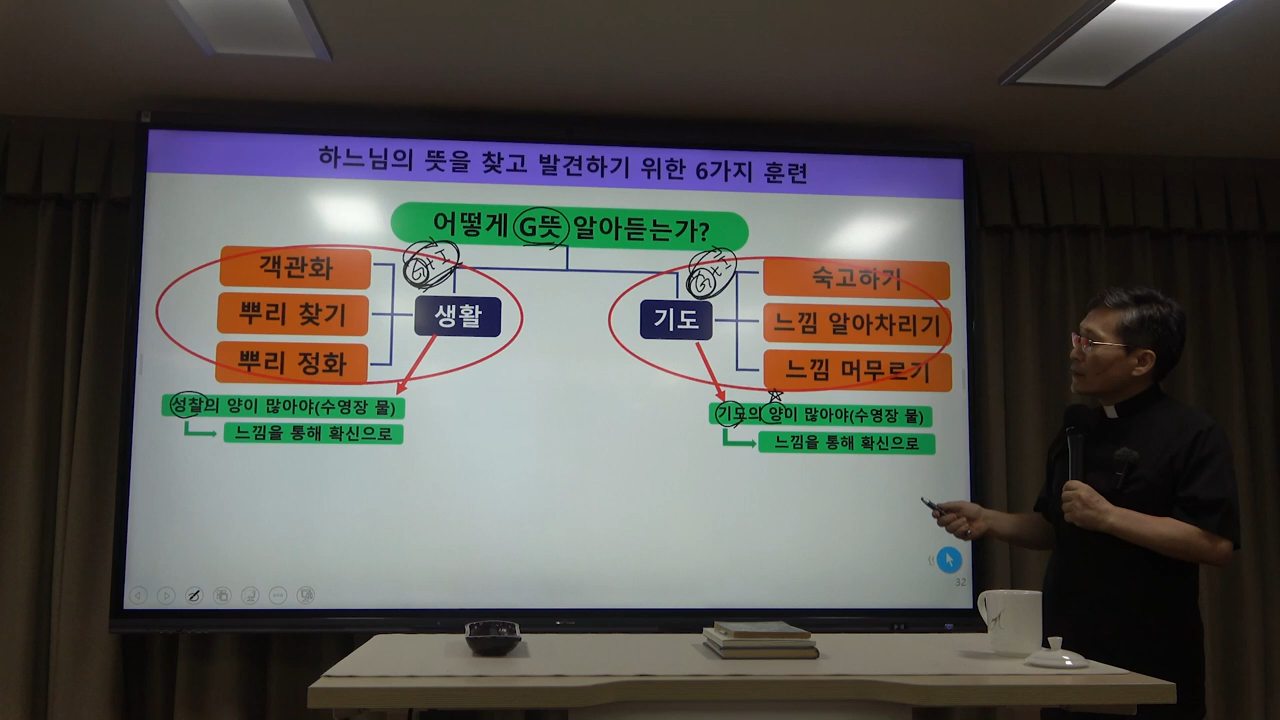 하느님의 뜻을 찾고 발견하기 위한 6가지 훈련
어떻게 G뜻 알아듣는가?
객관화
뿌리 찾기
뿌리 정화
G+I
생활
성찰의 양이 많아야(수영장 물)
느낌을 통해 확신으로
G+I
기도
숙고하기
느낌 알아차리기
느낌 머무르기
기도의 양이 많아야(수영장 물)
느낌을 통해 확신으로
32